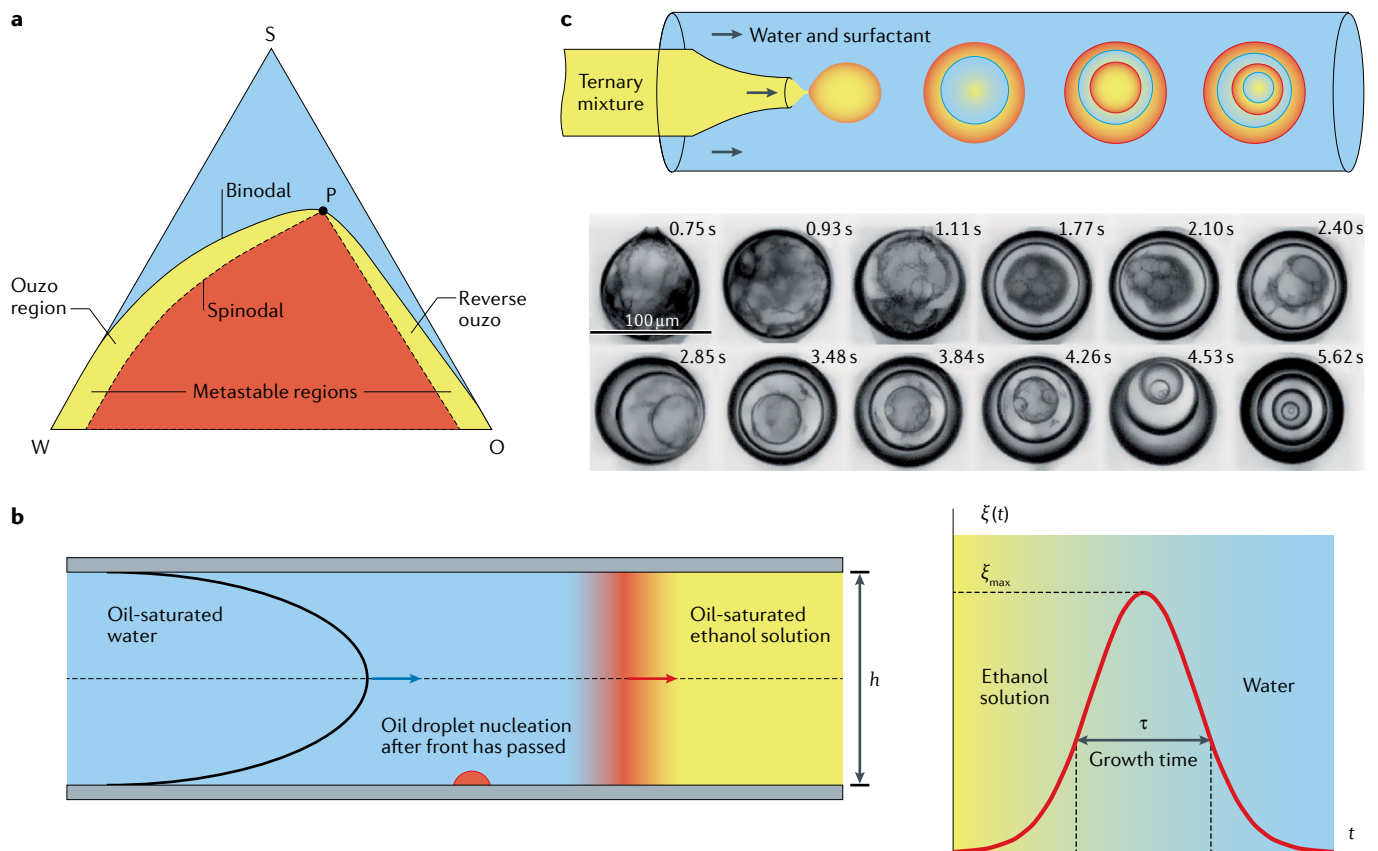 a
S
Binodal
P
Ouzo
region
Spinodal
Reverse
ouzo
Metastable regions
W
O
c
Water and surfactant
Ternary
mixture
0.75 s
0.93 s
1.11 s
1.77 s
2.10 s
2.40 s
100 μm
2.85 s
3.48 s
3.84 s
4.26 s
4.53 s
5.62 s
b
Oil-saturated
water
Oil-saturated
ethanol solution
h
Oil droplet nucleation
after front has passed
ξ(t)
ξmax
Ethanol
solution
Water
τ
Growth time
t